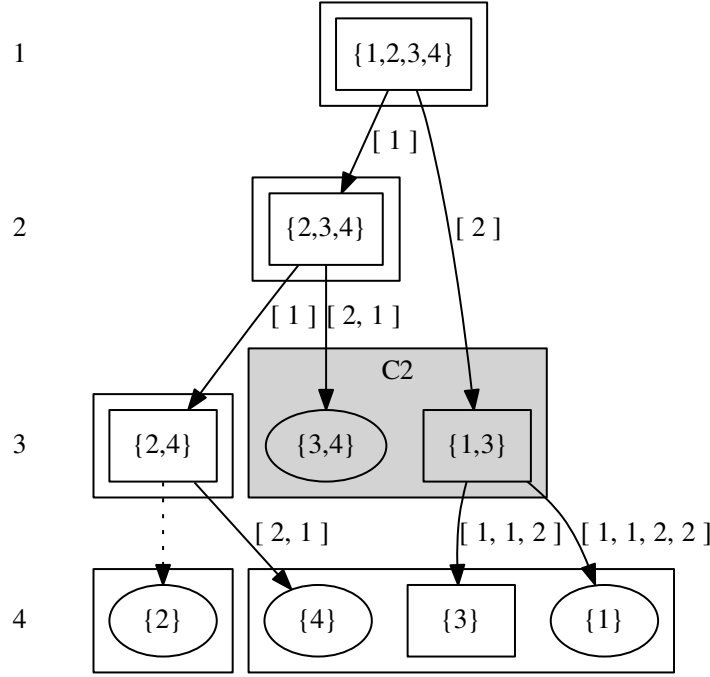 1
{1,2,3,4}
[ 1 ]
2
{2,3,4}
[ 2 ]
[ 1 ]
[ 2, 1 ]
C2
3
{2,4}
{3,4}
{1,3}
[ 2, 1 ]
[ 1, 1, 2 ]
[ 1, 1, 2, 2 ]
4
{2}
{4}
{3}
{1}